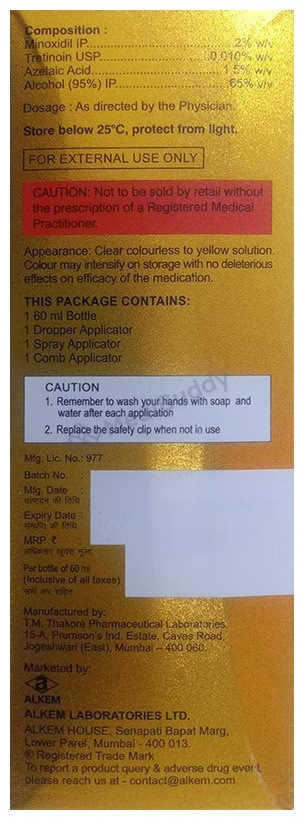 Composition :
Minoxidil IP..............................2% w/v
Tretinoin USP.......................0.010% w/v
Azelaic Acid...........................1.5% w/v
Alcohol (95%) IP....................65% v/v
Dosage : As directed by the Physician.
Store below 25°C, protect from light.
FOR EXTERNAL USE ONLY
CAUTION: Not to be sold by retail without
the prescription of a Registered Medical
Practitioner.
Appearance: Clear colourless to yellow solution.
Colour may intensify on storage with no deleterious
effects on efficacy of the medication.
THIS PACKAGE CONTAINS:
1 60 ml Bottle
1 Dropper Applicator
1 Spray Applicator
1 Comb Applicator
CAUTION
1. Remember to wash your hands with soap and
water after each application
2. Replace the safety clip when not in use
Mfg. Lic. No.: 977
Batch No. :
Mfg. Date :
उत्पादन की तिथि
Expiry Date :
समाप्ति की तिथि
MRP ₹ :
अधिकतम खुदरा मूल्य
Per bottle of 60 ml
(Inclusive of all taxes)
सभी कर सहित
Manufactured by:
T.M. Thakore Pharmaceutical Laboratories,
15-A, Premson's Ind. Estate, Caves Road,
Jogeshwari (East), Mumbai – 400 060.
Marketed by:
a
ALKEM
ALKEM LABORATORIES LTD.
ALKEM HOUSE, Senapati Bapat Marg,
Lower Parel, Mumbai - 400 013.
® Registered Trade Mark
To report a product query & adverse drug event,
please reach us at - contact@alkem.com